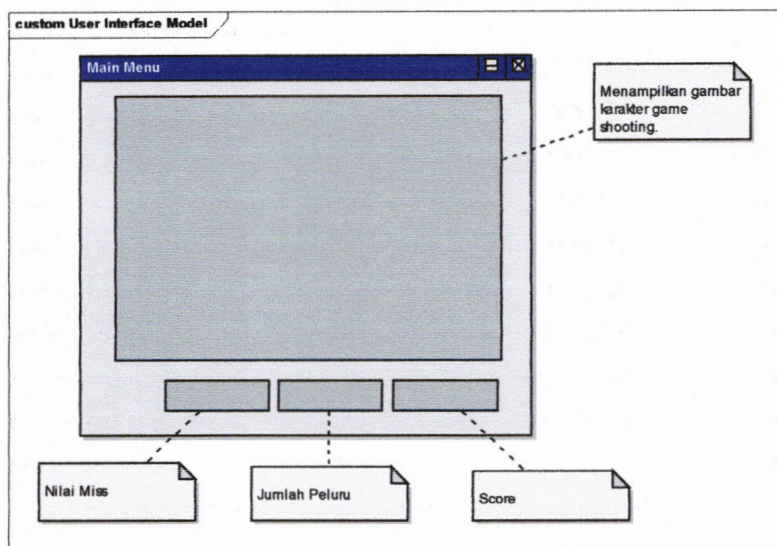 custom User Interface Model
Main Menu
Menampilkan gambar
karakter game
shooting.
Nilai Miss
Jumlah Peluru
Score